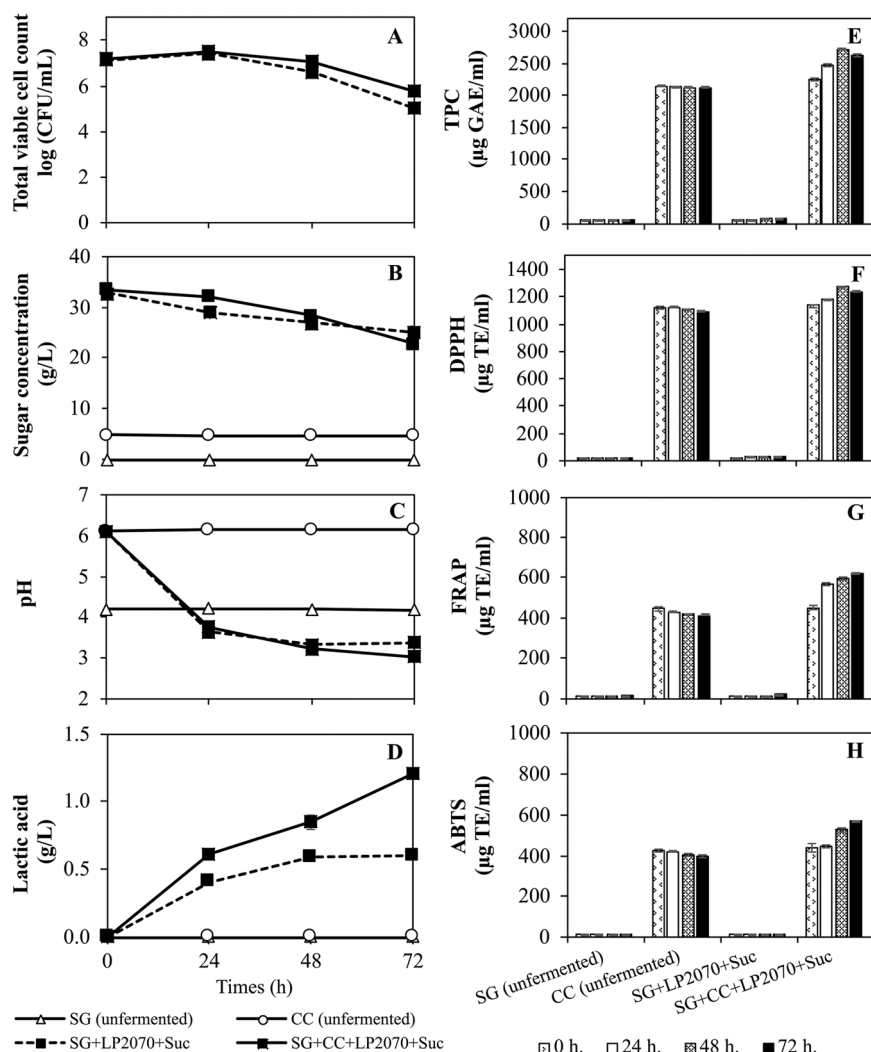 Total viable cell count
log (CFU/mL)
8
6
4
2
0
A
Sugar concentration
(g/L)
40
30
20
10
0
B
pH
7
6
5
4
3
2
C
Lactic acid
(g/L)
1.5
1.0
0.5
0.0
D
0 24 48 72
Times (h)
TPC
(µg GAE/ml)
3000
2500
2000
1500
1000
500
0
E
DPPH
(µg TE/ml)
1400
1200
1000
800
600
400
200
0
F
FRAP
(µg TE/ml)
1000
800
600
400
200
0
G
ABTS
(µg TE/ml)
1000
800
600
400
200
0
H
SG (unfermented)
CC (unfermented)
SG+LP2070+Suc
SG+CC+LP2070+Suc
SG (unfermented) CC (unfermented)
SG+LP2070+Suc SG+CC+LP2070+Suc
0 h. 24 h. 48 h. 72 h.